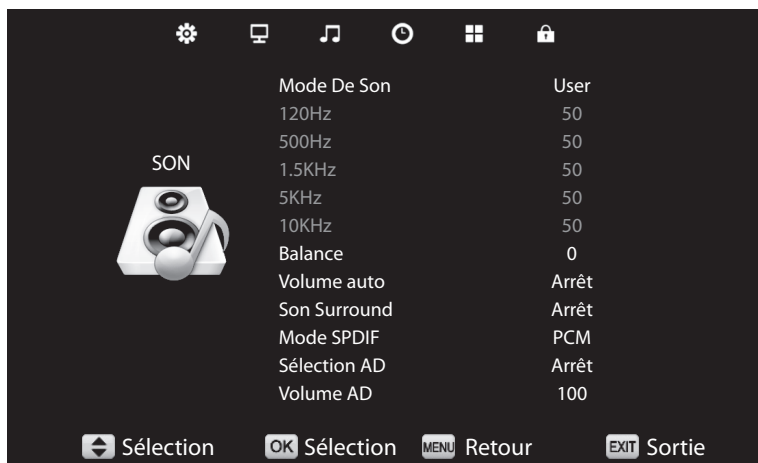 Mode De Son User
120Hz 50
500Hz 50
SON
1.5KHz 50
5KHz 50
10KHz 50
Balance 0
Volume auto Arrêt
Son Surround Arrêt
Mode SPDIF PCM
Sélection AD Arrêt
Volume AD 100
Sélection OK Sélection MENU Retour EXIT Sortie